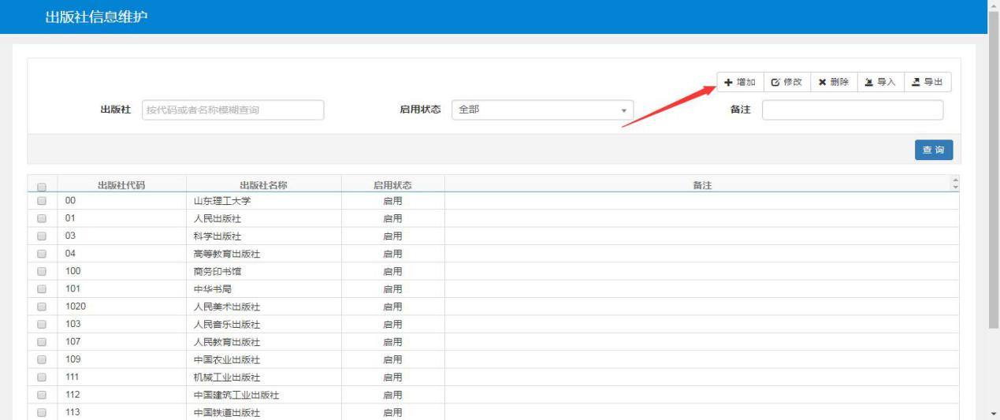 出版社信息维护
增加 修改 删除 导入 导出
出版社 按代码或者名称模糊查询 启用状态 全部 备注
查询
出版社代码 出版社名称 启用状态 备注
00 山东理工大学 启用
01 人民出版社 启用
03 科学出版社 启用
04 高等教育出版社 启用
100 商务印书馆 启用
101 中华书局 启用
1020 人民美术出版社 启用
103 人民音乐出版社 启用
107 人民教育出版社 启用
109 中国农业出版社 启用
111 机械工业出版社 启用
112 中国建筑工业出版社 启用
113 中国铁道出版社 启用